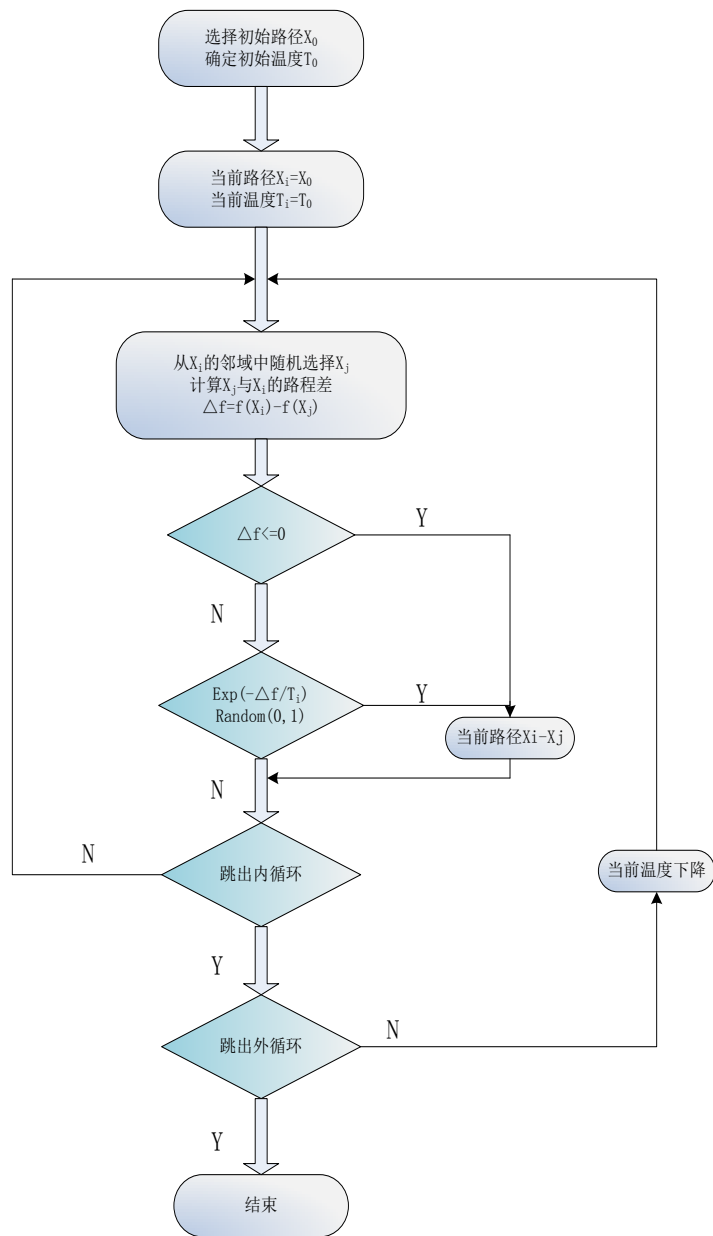 选择初始路径X₀
确定初始温度T₀
当前路径Xᵢ=X₀
当前温度Tᵢ=T₀
从Xᵢ的邻域中随机选择Xⱼ
计算Xⱼ与Xᵢ的路程差
△f=f(Xᵢ)-f(Xⱼ)
△f<=0
Y
N
Exp(-△f/Tᵢ)
Random(0,1)
Y
当前路径Xi-Xj
N
跳出内循环
N
当前温度下降
Y
跳出外循环
N
Y
结束